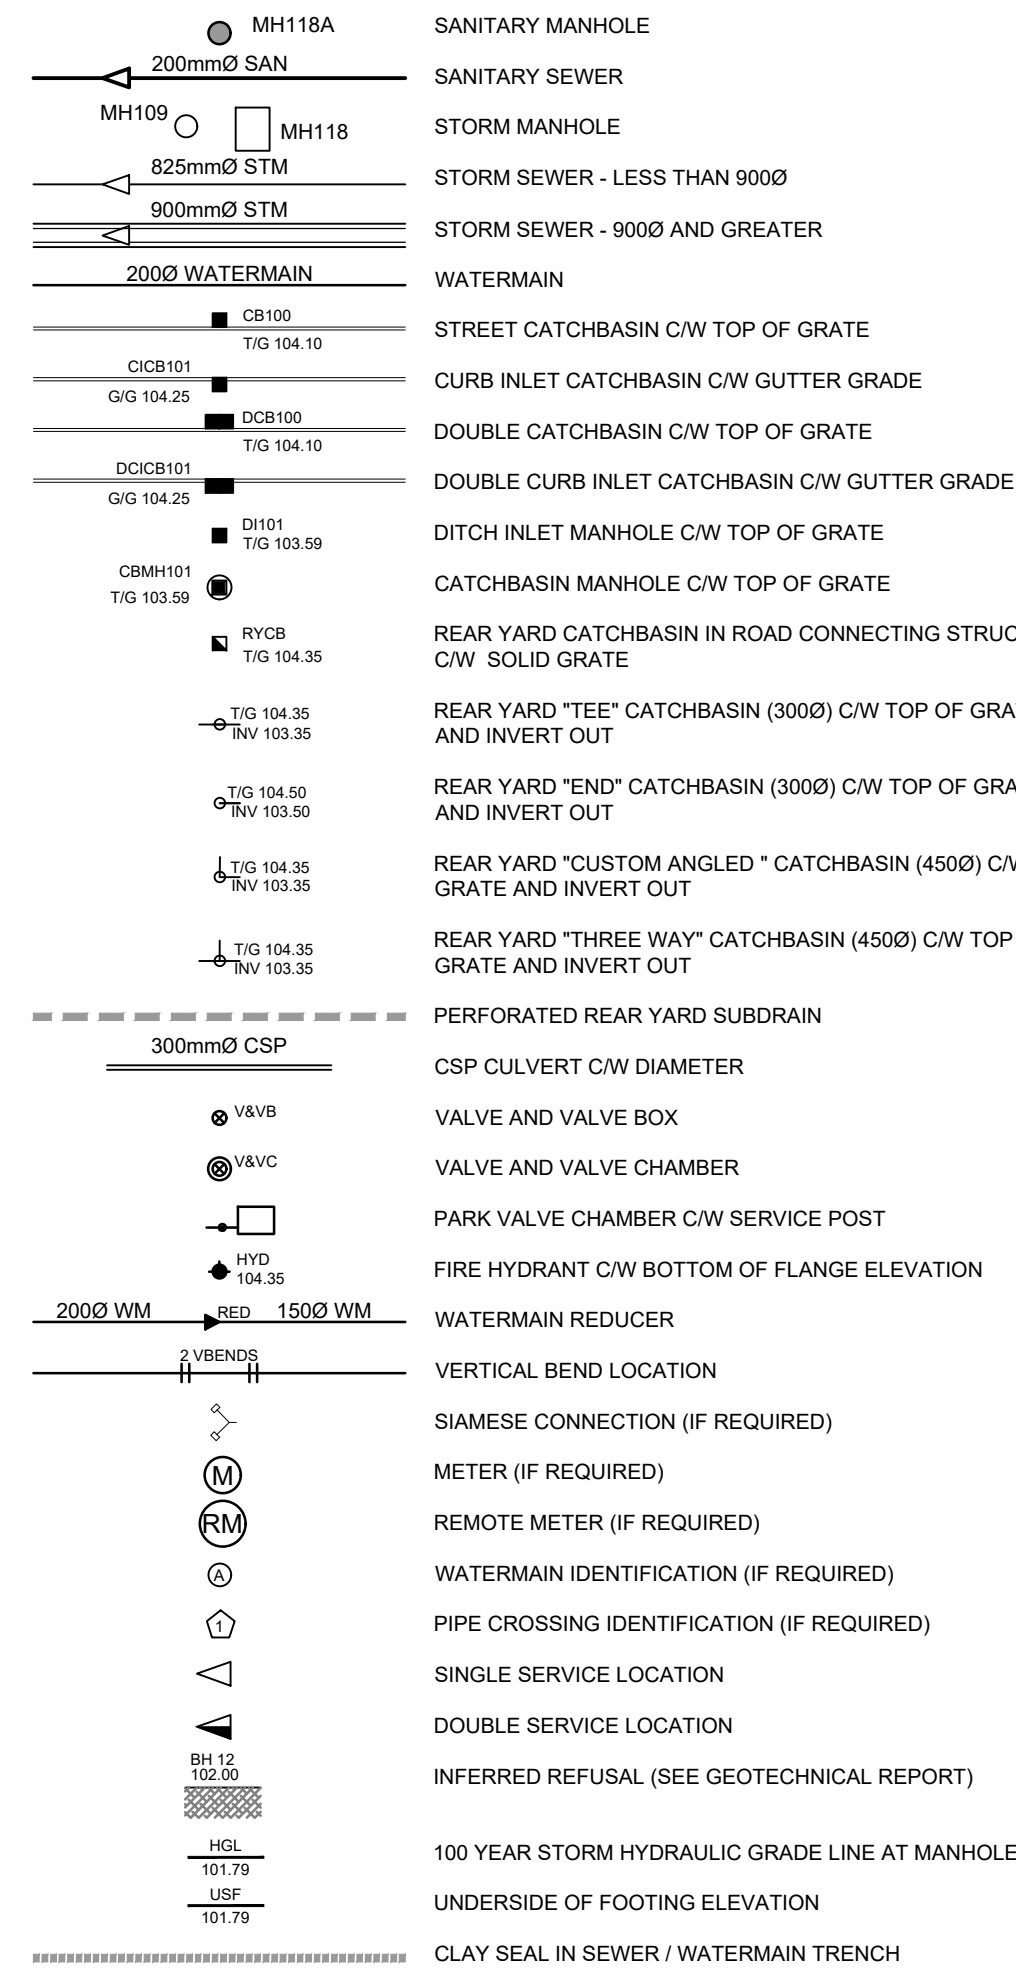 MH118A SANITARY MANHOLE
200mmØ SAN SANITARY SEWER
MH109 MH118 STORM MANHOLE
825mmØ STM STORM SEWER - LESS THAN 900Ø
900mmØ STM STORM SEWER - 900Ø AND GREATER
200Ø WATERMAIN WATERMAIN
CB100
T/G 104.10
STREET CATCHBASIN C/W TOP OF GRATE
CICB101
G/G 104.25
CURB INLET CATCHBASIN C/W GUTTER GRADE
DCB100
T/G 104.10
DOUBLE CATCHBASIN C/W TOP OF GRATE
DCICB101
G/G 104.25
DOUBLE CURB INLET CATCHBASIN C/W GUTTER GRADE
DI101
T/G 103.59
DITCH INLET MANHOLE C/W TOP OF GRATE
CBMH101
T/G 103.59
CATCHBASIN MANHOLE C/W TOP OF GRATE
RYCB
T/G 104.35
REAR YARD CATCHBASIN IN ROAD CONNECTING STRUC
C/W SOLID GRATE
T/G 104.35
INV 103.35
REAR YARD "TEE" CATCHBASIN (300Ø) C/W TOP OF GRA
AND INVERT OUT
T/G 104.50
INV 103.50
REAR YARD "END" CATCHBASIN (300Ø) C/W TOP OF GRA
AND INVERT OUT
T/G 104.35
INV 103.35
REAR YARD "CUSTOM ANGLED " CATCHBASIN (450Ø) C/W
GRATE AND INVERT OUT
T/G 104.35
INV 103.35
REAR YARD "THREE WAY" CATCHBASIN (450Ø) C/W TOP
GRATE AND INVERT OUT
PERFORATED REAR YARD SUBDRAIN
300mmØ CSP CSP CULVERT C/W DIAMETER
V&VB VALVE AND VALVE BOX
V&VC VALVE AND VALVE CHAMBER
PARK VALVE CHAMBER C/W SERVICE POST
HYD
104.35
FIRE HYDRANT C/W BOTTOM OF FLANGE ELEVATION
200Ø WM RED 150Ø WM WATERMAIN REDUCER
2 VBENDS VERTICAL BEND LOCATION
SIAMESE CONNECTION (IF REQUIRED)
M METER (IF REQUIRED)
RM REMOTE METER (IF REQUIRED)
A WATERMAIN IDENTIFICATION (IF REQUIRED)
1 PIPE CROSSING IDENTIFICATION (IF REQUIRED)
SINGLE SERVICE LOCATION
DOUBLE SERVICE LOCATION
BH 12
102.00
INFERRED REFUSAL (SEE GEOTECHNICAL REPORT)
HGL
101.79
100 YEAR STORM HYDRAULIC GRADE LINE AT MANHOLE
USF
101.79
UNDERSIDE OF FOOTING ELEVATION
CLAY SEAL IN SEWER / WATERMAIN TRENCH